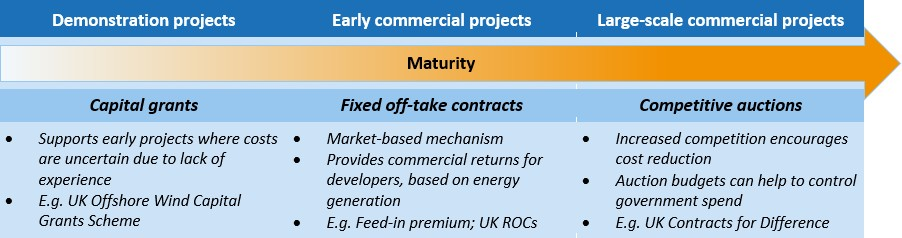 Demonstration projects
Early commercial projects
Large-scale commercial projects
Maturity
Capital grants
Fixed off-take contracts
Competitive auctions
• Supports early projects where costs
are uncertain due to lack of
experience
• E.g. UK Offshore Wind Capital
Grants Scheme
• Market-based mechanism
• Provides commercial returns for
developers, based on energy
generation
• E.g. Feed-in premium; UK ROCs
• Increased competition encourages
cost reduction
• Auction budgets can help to control
government spend
• E.g. UK Contracts for Difference